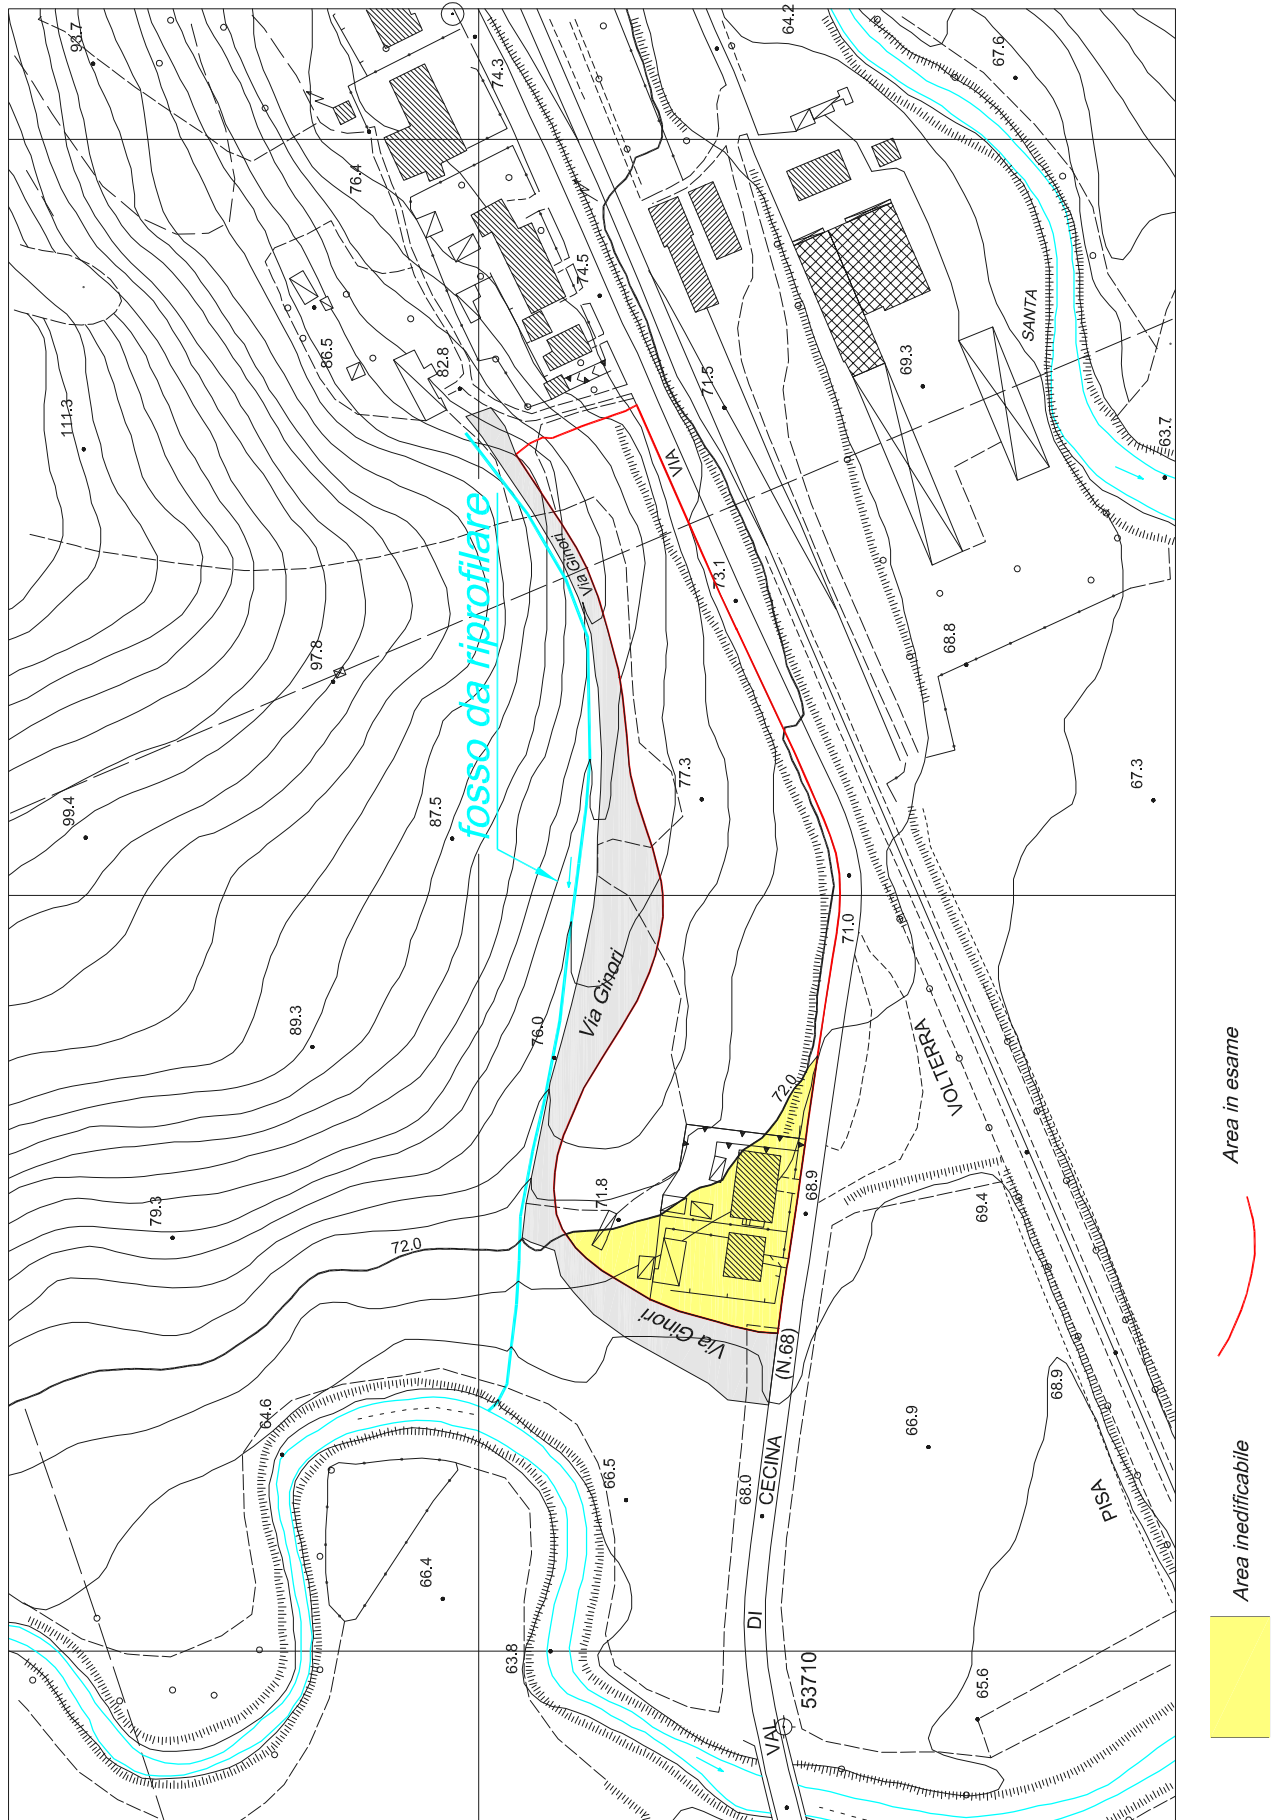 93.7
64.2
67.6
74.3
76.4
74.5
SANTA
86.5
82.8
69.3
71.5
111.3
63.7
VIA
fosso da riprofilare
Via Ginori
73.1
68.8
97.8
77.3
67.3
99.4
87.5
71.0
Via Ginori
89.3
76.0
VOLTERRA
72.0
79.3
71.8
68.9
69.4
72.0
Via Ginori
(N.68)
68.9
64.6
66.9
CECINA
66.5
68.0
PISA
66.4
DI
63.8
53710
65.6
VAL
Area in esame
Area inedificabile